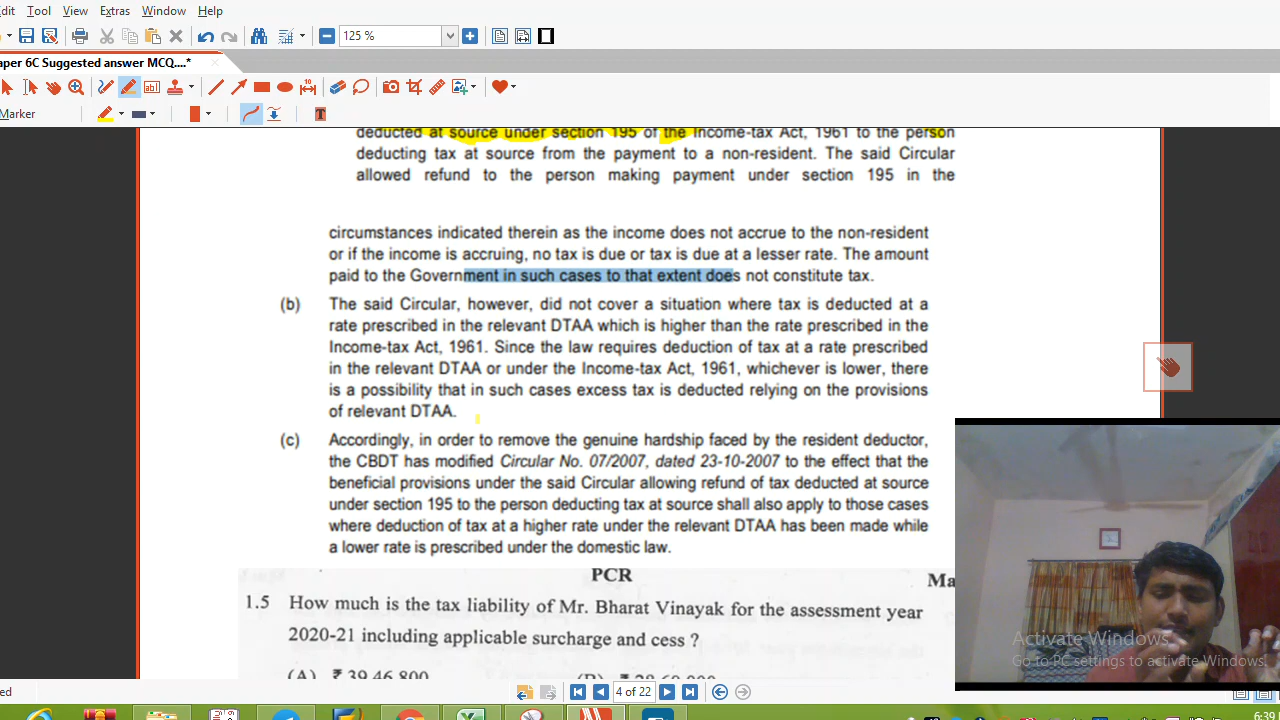 it Tool View Extras Window Help
125 %
aper 6C Suggested answer MCQ....*
Marker
deducted at source under section 195 of the Income-tax Act, 1961 to the person
deducting tax at source from the payment to a non-resident. The said Circular
allowed refund to the person making payment under section 195 in the
circumstances indicated therein as the income does not accrue to the non-resident
or if the income is accruing, no tax is due or tax is due at a lesser rate. The amount
paid to the Government in such cases to that extent does not constitute tax.
(b) The said Circular, however, did not cover a situation where tax is deducted at a
rate prescribed in the relevant DTAA which is higher than the rate prescribed in the
Income-tax Act, 1961. Since the law requires deduction of tax at a rate prescribed
in the relevant DTAA or under the Income-tax Act, 1961, whichever is lower, there
is a possibility that in such cases excess tax is deducted relying on the provisions
of relevant DTAA.
(c) Accordingly, in order to remove the genuine hardship faced by the resident deductor,
the CBDT has modified Circular No. 07/2007, dated 23-10-2007 to the effect that the
beneficial provisions under the said Circular allowing refund of tax deducted at source
under section 195 to the person deducting tax at source shall also apply to those cases
where deduction of tax at a higher rate under the relevant DTAA has been made while
a lower rate is prescribed under the domestic law.
PCR Ma
1.5 How much is the tax liability of Mr. Bharat Vinayak for the assessment year
2020-21 including applicable surcharge and cess ?
(A) ₹ 39,46,800
Activate Windows
Go to PC settings to activate Windows.
ed 4 of 22
6:39